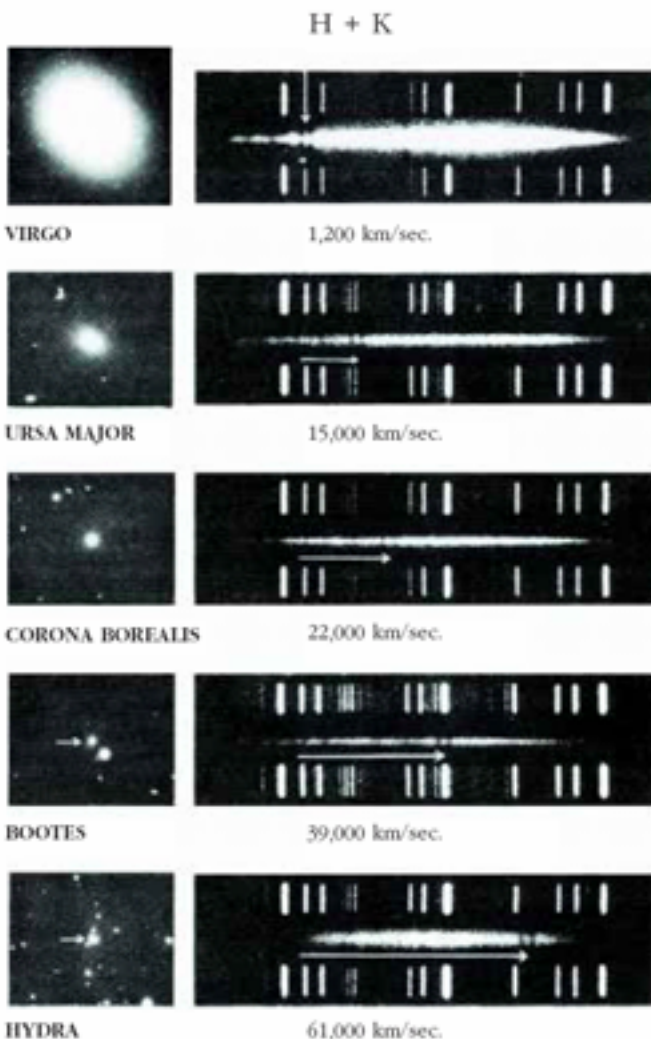 H + K
VIRGO
1,200 km/sec.
URSA MAJOR
15,000 km/sec.
CORONA BOREALIS
22,000 km/sec.
BOOTES
39,000 km/sec.
HYDRA
61,000 km/sec.